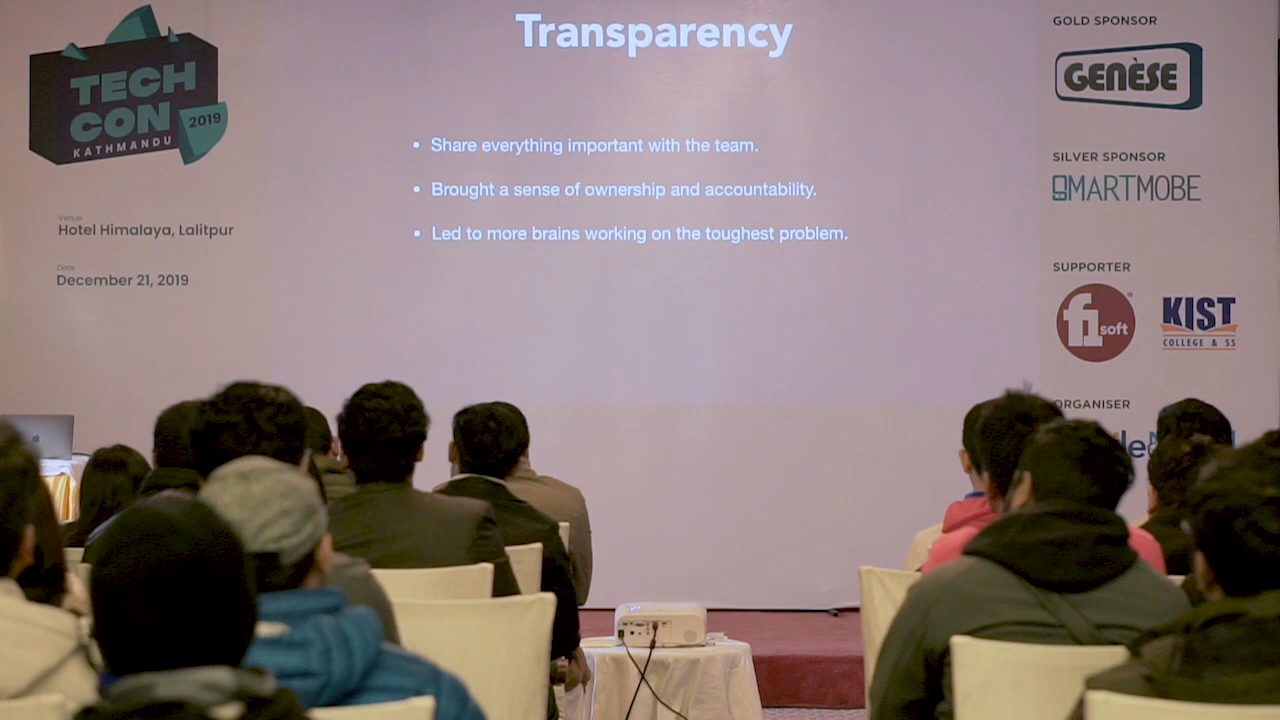 TECH
CON
KATHMANDU
2019
Venue
Hotel Himalaya, Lalitpur
Date
December 21, 2019
Transparency
• Share everything important with the team.
• Brought a sense of ownership and accountability.
• Led to more brains working on the toughest problem.
GOLD SPONSOR
GENÈSE
SILVER SPONSOR
SMARTMOBE
SUPPORTER
f1 soft
®
KIST
COLLEGE & SS
ORGANISER